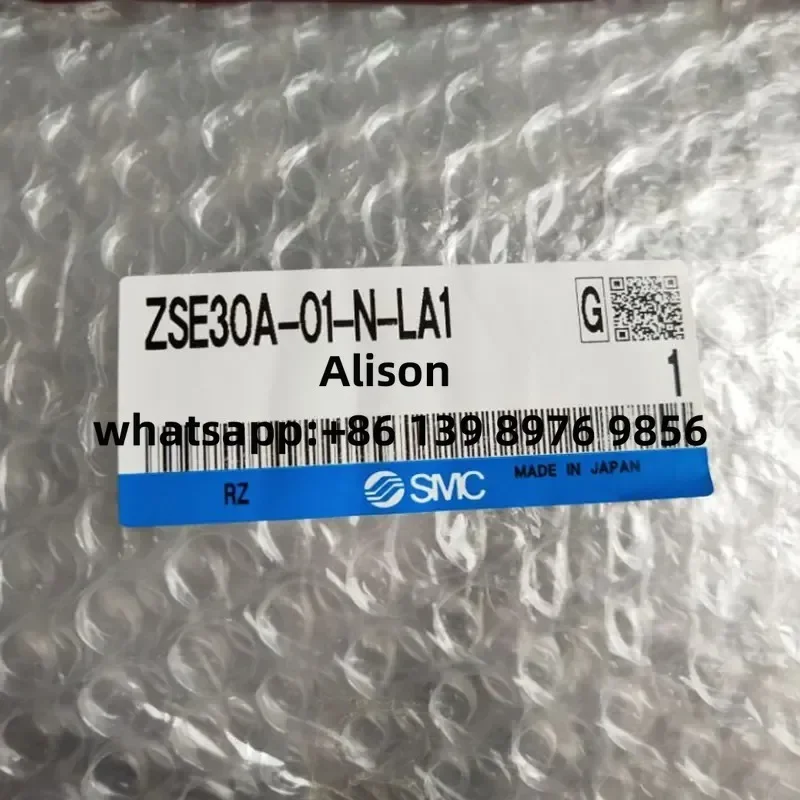 ZSE30A-01-N-LA1
G
Alison
1
whatsapp:+86 139 8976 9856
RZ
SMC
MADE IN JAPAN